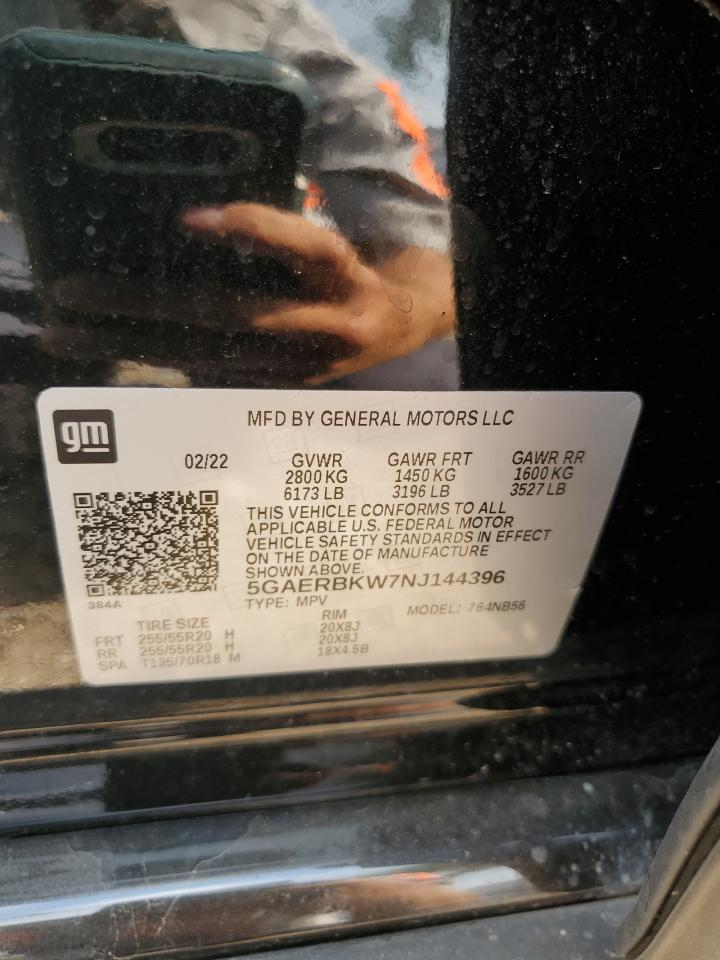 gm
MFD BY GENERAL MOTORS LLC
02/22 GVWR GAWR FRT GAWR RR
2800 KG 1450 KG 1600 KG
6173 LB 3196 LB 3527 LB
THIS VEHICLE CONFORMS TO ALL
APPLICABLE U.S. FEDERAL MOTOR
VEHICLE SAFETY STANDARDS IN EFFECT
ON THE DATE OF MANUFACTURE
SHOWN ABOVE.
384A
5GAERBKW7NJ144396
TYPE: MPV MODEL: 764NB56
TIRE SIZE RIM
FRT 255/55R20 H 20X8J
RR 255/55R20 H 20X8J
SPA T135/70R18 M 18X4.5B